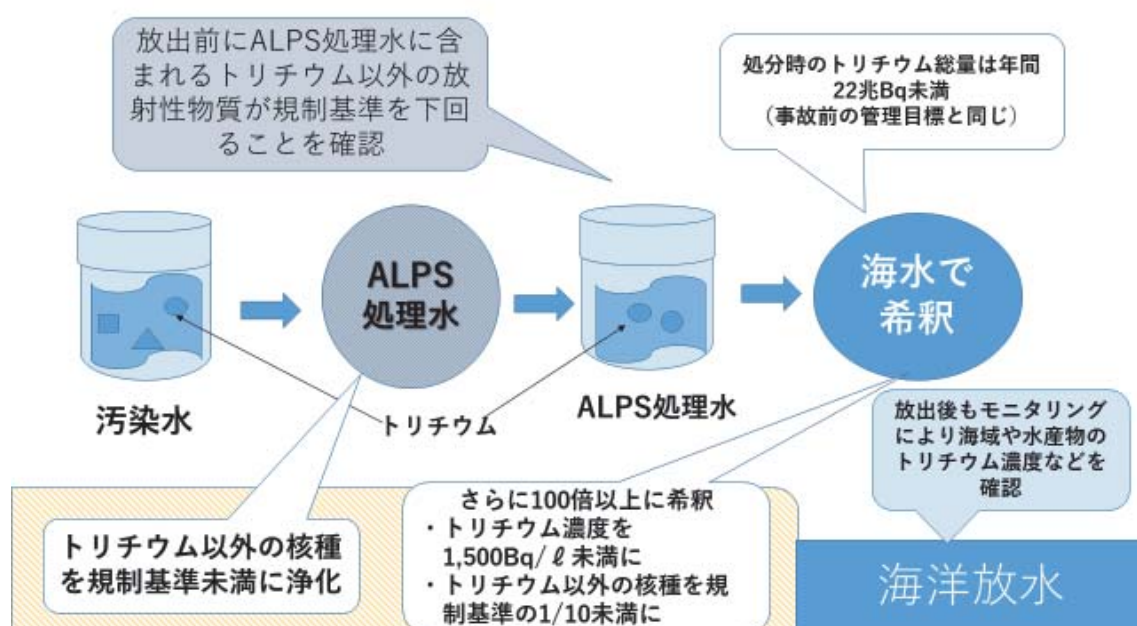 放出前にALPS処理水に含
まれるトリチウム以外の放
射性物質が規制基準を下回
ることを確認
処分時のトリチウム総量は年間
22兆Bq未満
（事故前の管理目標と同じ）
ALPS
処理水
海水で
希釈
汚染水
トリチウム
ALPS処理水
放出後もモニタリング
により海域や水産物の
トリチウム濃度などを
確認
トリチウム以外の核種
を規制基準未満に浄化
さらに100倍以上に希釈
・トリチウム濃度を
1,500Bq/ℓ未満に
・トリチウム以外の核種を規
制基準の1/10未満に
海洋放水